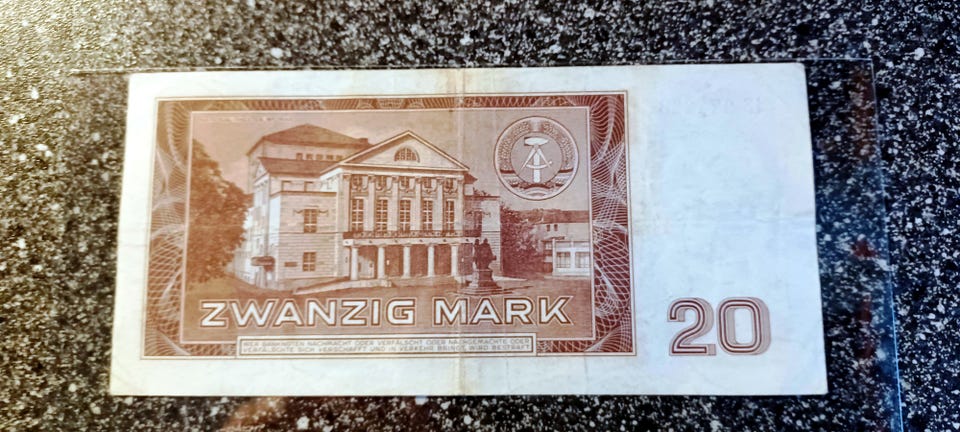 ZWANZIG MARK
20
WER BANKNOTEN NACHMACHT ODER VERFÄLSCHT ODER NACHGEMACHTE ODER
VERFÄLSCHTE SICH VERSCHAFFT UND IN VERKEHR BRINGT, WIRD BESTRAFT